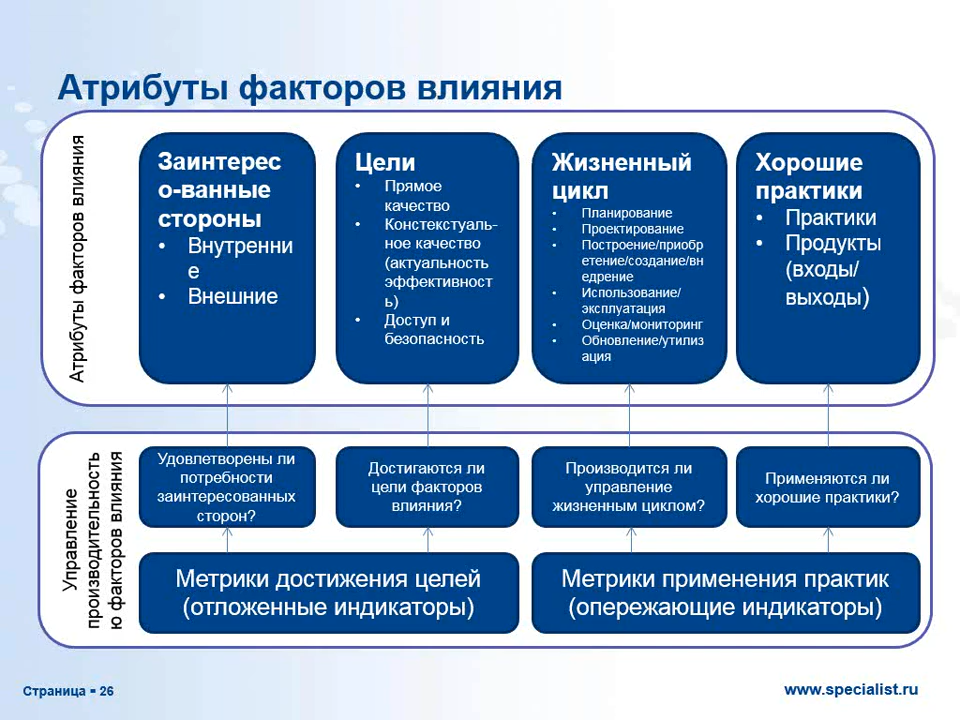 Атрибуты факторов влияния
Атрибуты факторов влияния
Заинтерес
о-ванные
стороны
• Внутренни
е
• Внешние
Цели
• Прямое
качество
• Констекстуаль-
ное качество
(актуальность
эффективност
ь)
• Доступ и
безопасность
Жизненный
цикл
• Планирование
• Проектирование
• Построение/приобр
етение/создание/вн
едрение
• Использование/
эксплуатация
• Оценка/мониторинг
• Обновление/утилиз
ация
Хорошие
практики
• Практики
• Продукты
(входы/
выходы)
Управление
производительность
ю факторов влияния
Удовлетворены ли
потребности
заинтересованных
сторон?
Достигаются ли
цели факторов
влияния?
Производится ли
управление
жизненным циклом?
Применяются ли
хорошие практики?
Метрики достижения целей
(отложенные индикаторы)
Метрики применения практик
(опережающие индикаторы)
Страница ▪ 26
www.specialist.ru